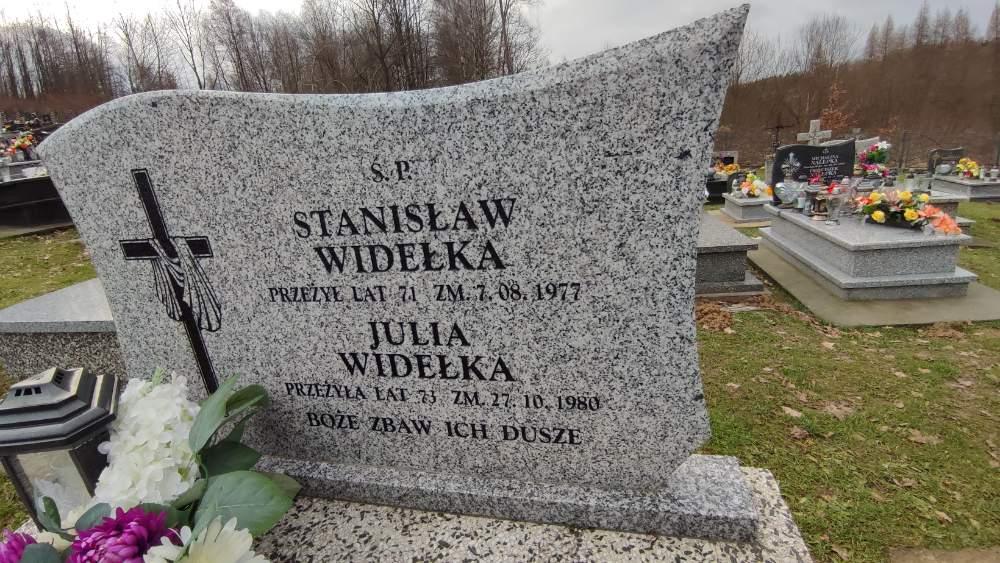 Ś. P.
STANISŁAW
WIDEŁKA
PRZEŻYŁ LAT 71 ZM. 7. 08. 1977
JULIA
WIDEŁKA
PRZEŻYŁA LAT 73 ZM. 27. 10. 1980
BOŻE ZBAW ICH DUSZE
NALEPKA